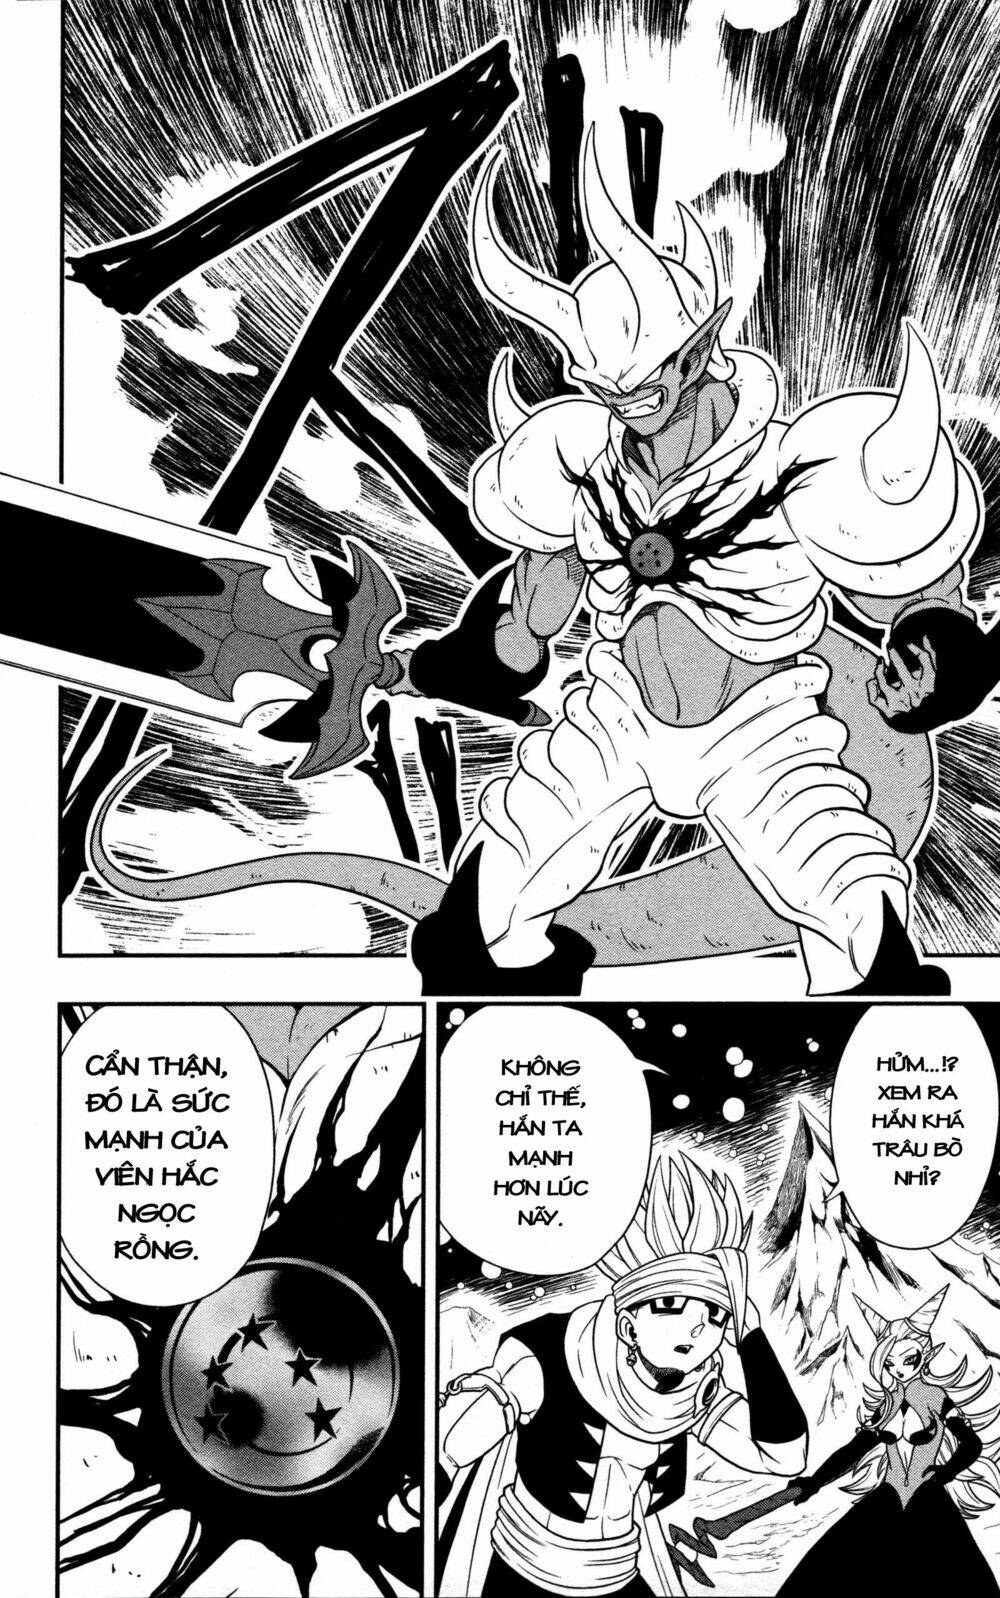 HỬM...!?
XEM RA
HẮN KHÁ
TRÂU BÒ
NHỈ?
KHÔNG
CHỈ THẾ,
HẮN TA
MẠNH
HƠN LÚC
NÃY.
CẨN THẬN,
ĐÓ LÀ SỨC
MẠNH CỦA
VIÊN HẮC
NGỌC
RỒNG.